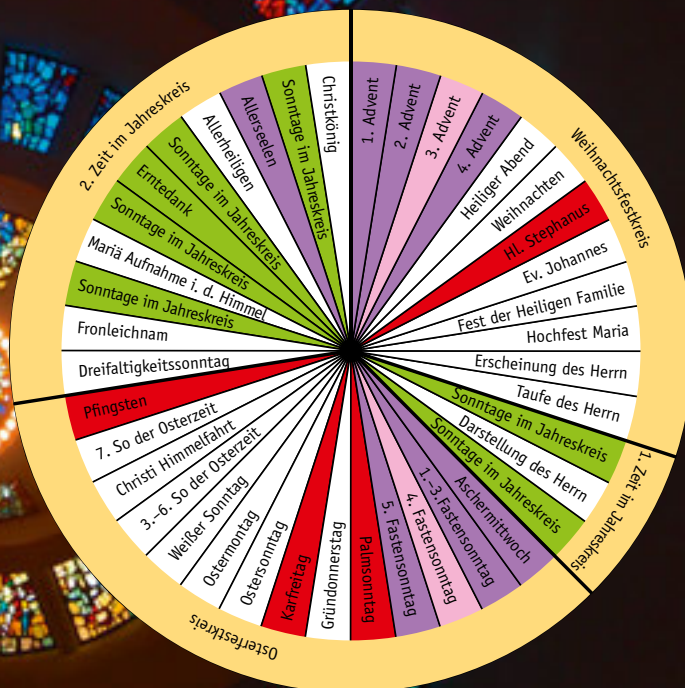 Weihnachtsfestkreis
1. Advent
2. Advent
3. Advent
4. Advent
Heiliger Abend
Weihnachten
Hl. Stephanus
Ev. Johannes
Fest der Heiligen Familie
Hochfest Maria
Erscheinung des Herrn
Taufe des Herrn
1. Zeit im Jahreskreis
Sonntage im Jahreskreis
Darstellung des Herrn
Sonntage im Jahreskreis
Osterfestkreis
Aschermittwoch
1.-3.Fastensonntag
4. Fastensonntag
5. Fastensonntag
Palmsonntag
Gründonnerstag
Karfreitag
Ostersonntag
Ostermontag
Weißer Sonntag
3.-6. So der Osterzeit
Christi Himmelfahrt
7. So der Osterzeit
Pfingsten
2. Zeit im Jahreskreis
Dreifaltigkeitssonntag
Fronleichnam
Sonntage im Jahreskreis
Mariä Aufnahme i. d. Himmel
Sonntage im Jahreskreis
Erntedank
Sonntage im Jahreskreis
Allerheiligen
Allerseelen
Sonntage im Jahreskreis
Christkönig